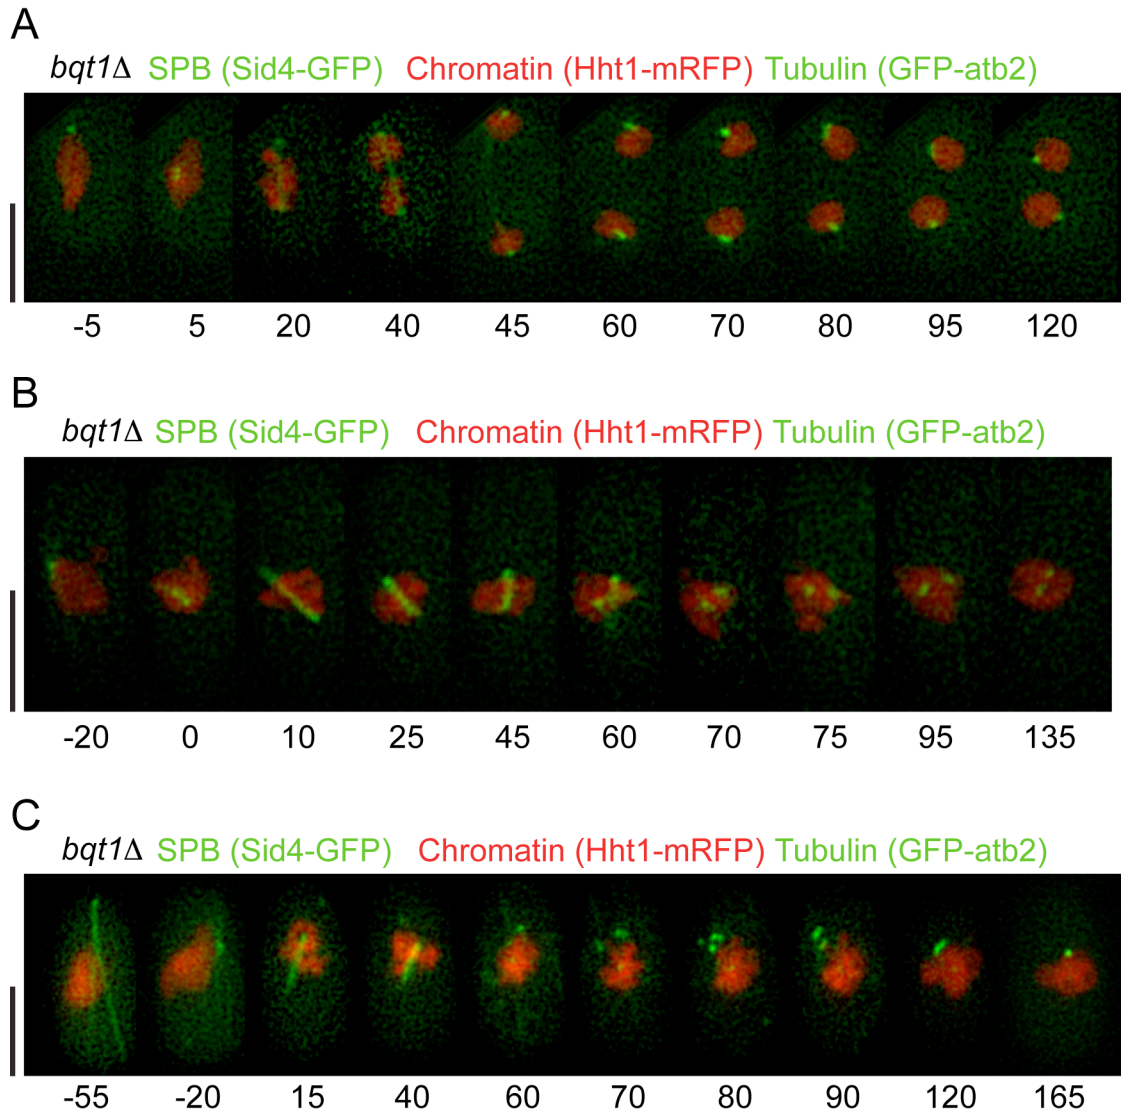 A
bqt1Δ SPB (Sid4-GFP) Chromatin (Hht1-mRFP) Tubulin (GFP-atb2)
-5 5 20 40 45 60 70 80 95 120
B
bqt1Δ SPB (Sid4-GFP) Chromatin (Hht1-mRFP) Tubulin (GFP-atb2)
-20 0 10 25 45 60 70 75 95 135
C
bqt1Δ SPB (Sid4-GFP) Chromatin (Hht1-mRFP) Tubulin (GFP-atb2)
-55 -20 15 40 60 70 80 90 120 165